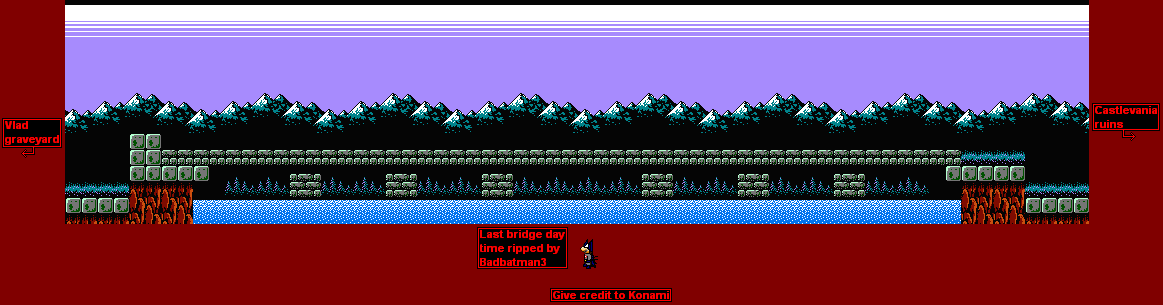 Vlad
graveyard
Castlevania
ruins
Last bridge day
time ripped by
Badbatman3
Give credit to Konami